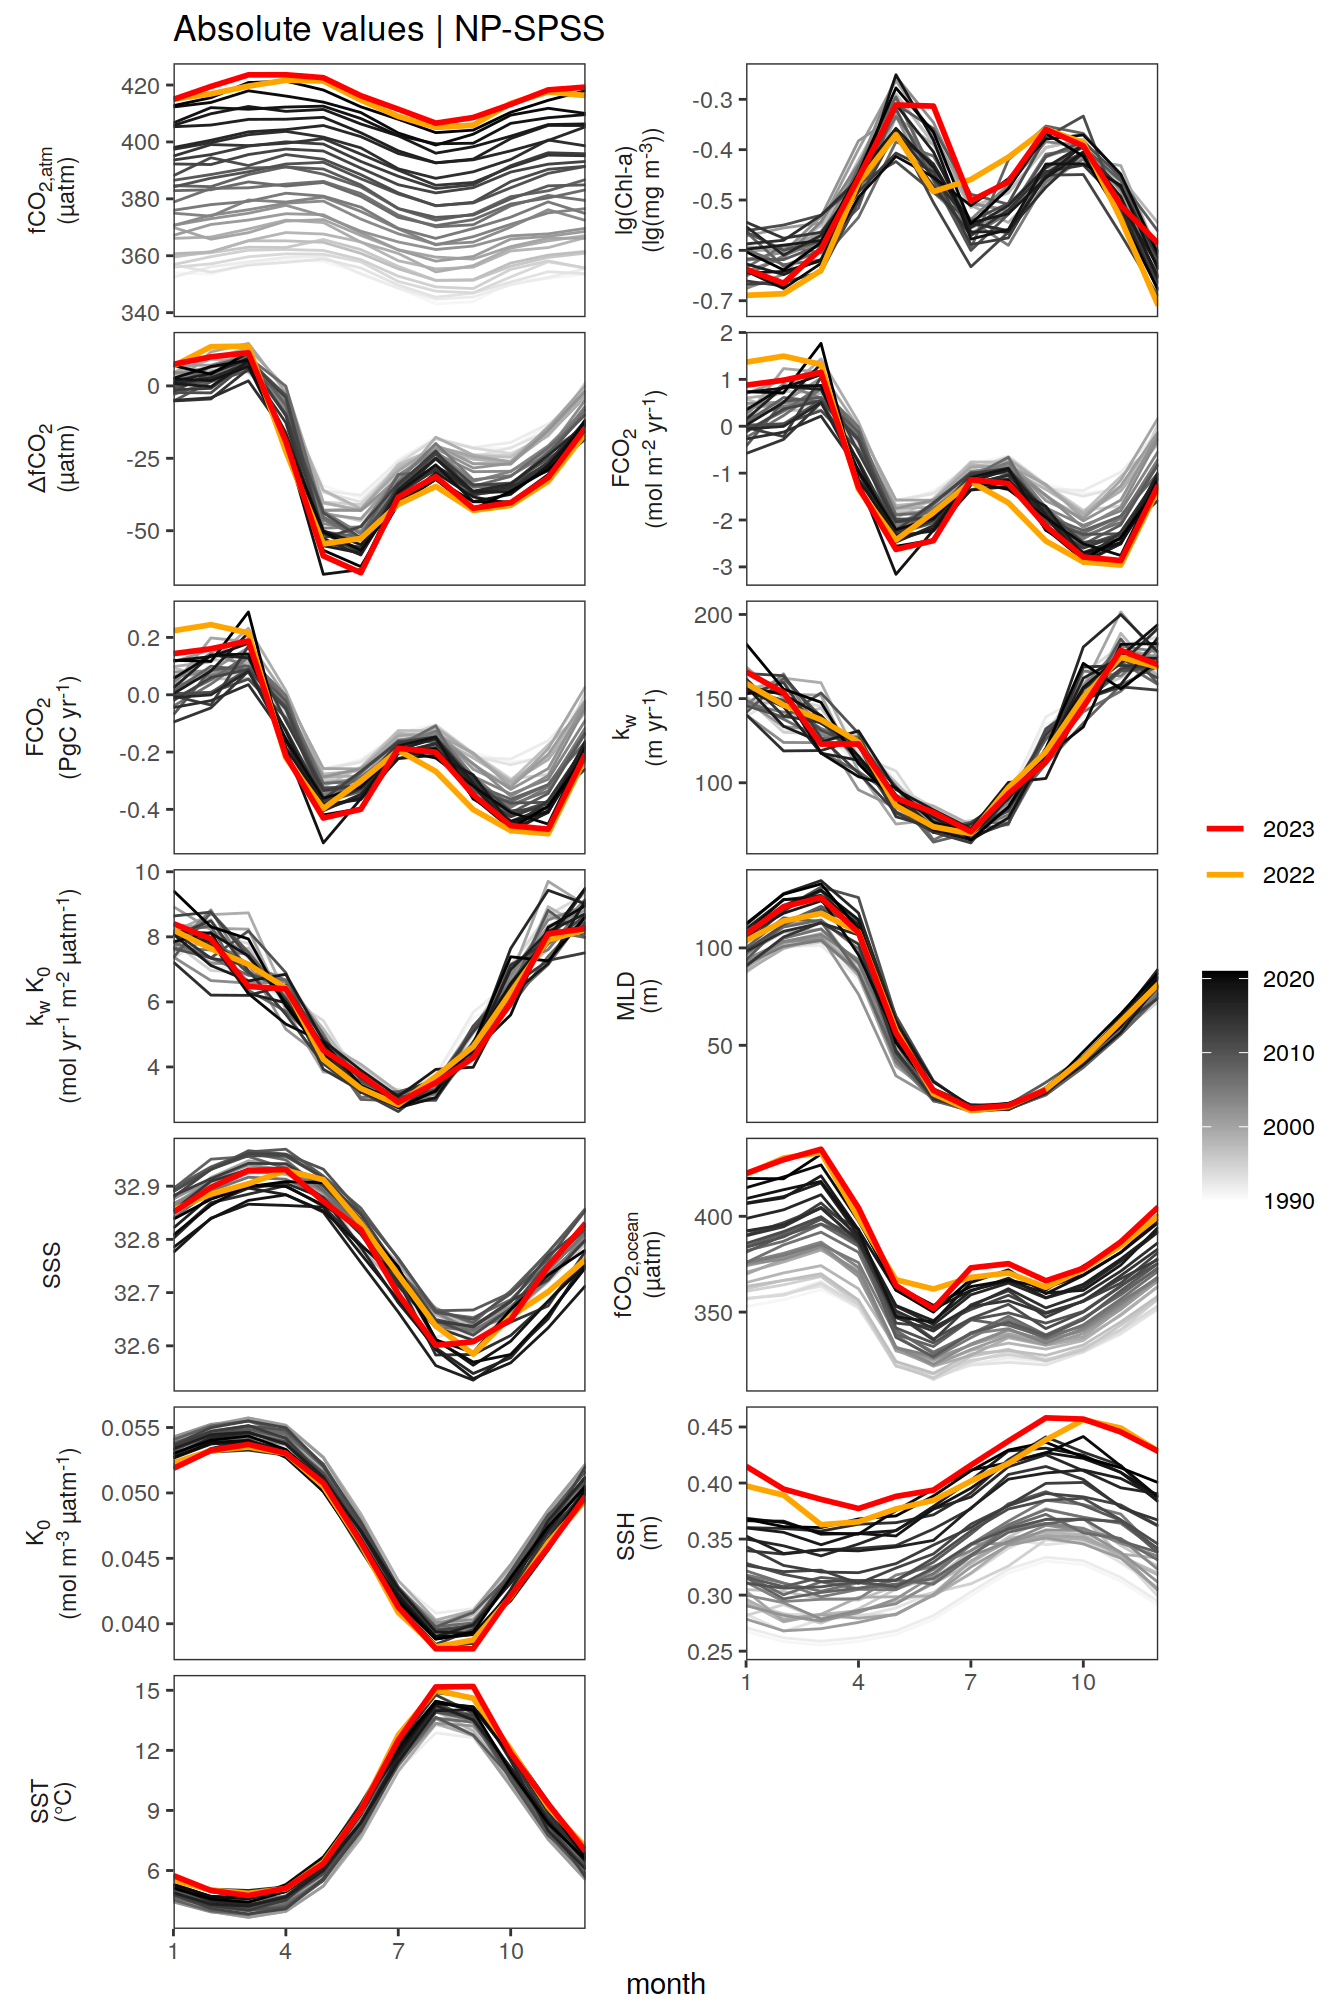 Absolute values | NP-SPSS
fCO2,atm
(µatm)
420
400
380
360
340
lg(Chl-a)
(lg(mg m-3))
-0.3
-0.4
-0.5
-0.6
-0.7
ΔfCO2
(µatm)
0
-25
-50
FCO2
(mol m-2 yr-1)
2
1
0
-1
-2
-3
FCO2
(PgC yr-1)
0.2
0.0
-0.2
-0.4
kw
(m yr-1)
200
150
100
kw K0
(mol yr-1 m-2 µatm-1)
10
8
6
4
MLD
(m)
100
50
SSS
32.9
32.8
32.7
32.6
fCO2,ocean
(µatm)
400
350
K0
(mol m-3 µatm-1)
0.055
0.050
0.045
0.040
SSH
(m)
0.45
0.40
0.35
0.30
0.25
1 4 7 10
SST
(°C)
15
12
9
6
1 4 7 10
month
2023
2022
2020
2010
2000
1990